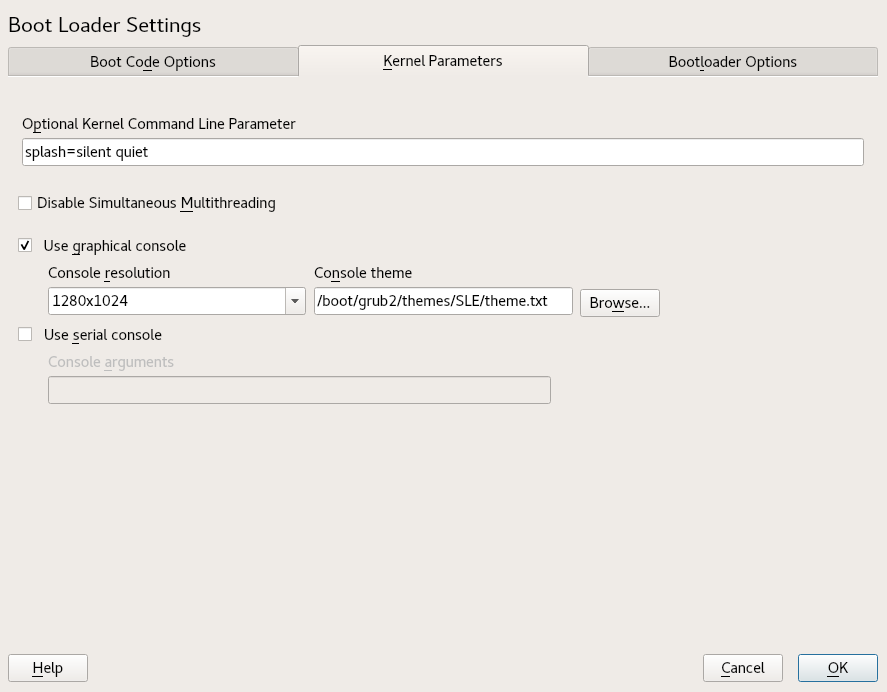 Boot Loader Settings
Boot Code Options Kernel Parameters Bootloader Options
Optional Kernel Command Line Parameter
splash=silent quiet
Disable Simultaneous Multithreading
Use graphical console
Console resolution Console theme
1280x1024 /boot/grub2/themes/SLE/theme.txt Browse...
Use serial console
Console arguments
Help Cancel OK